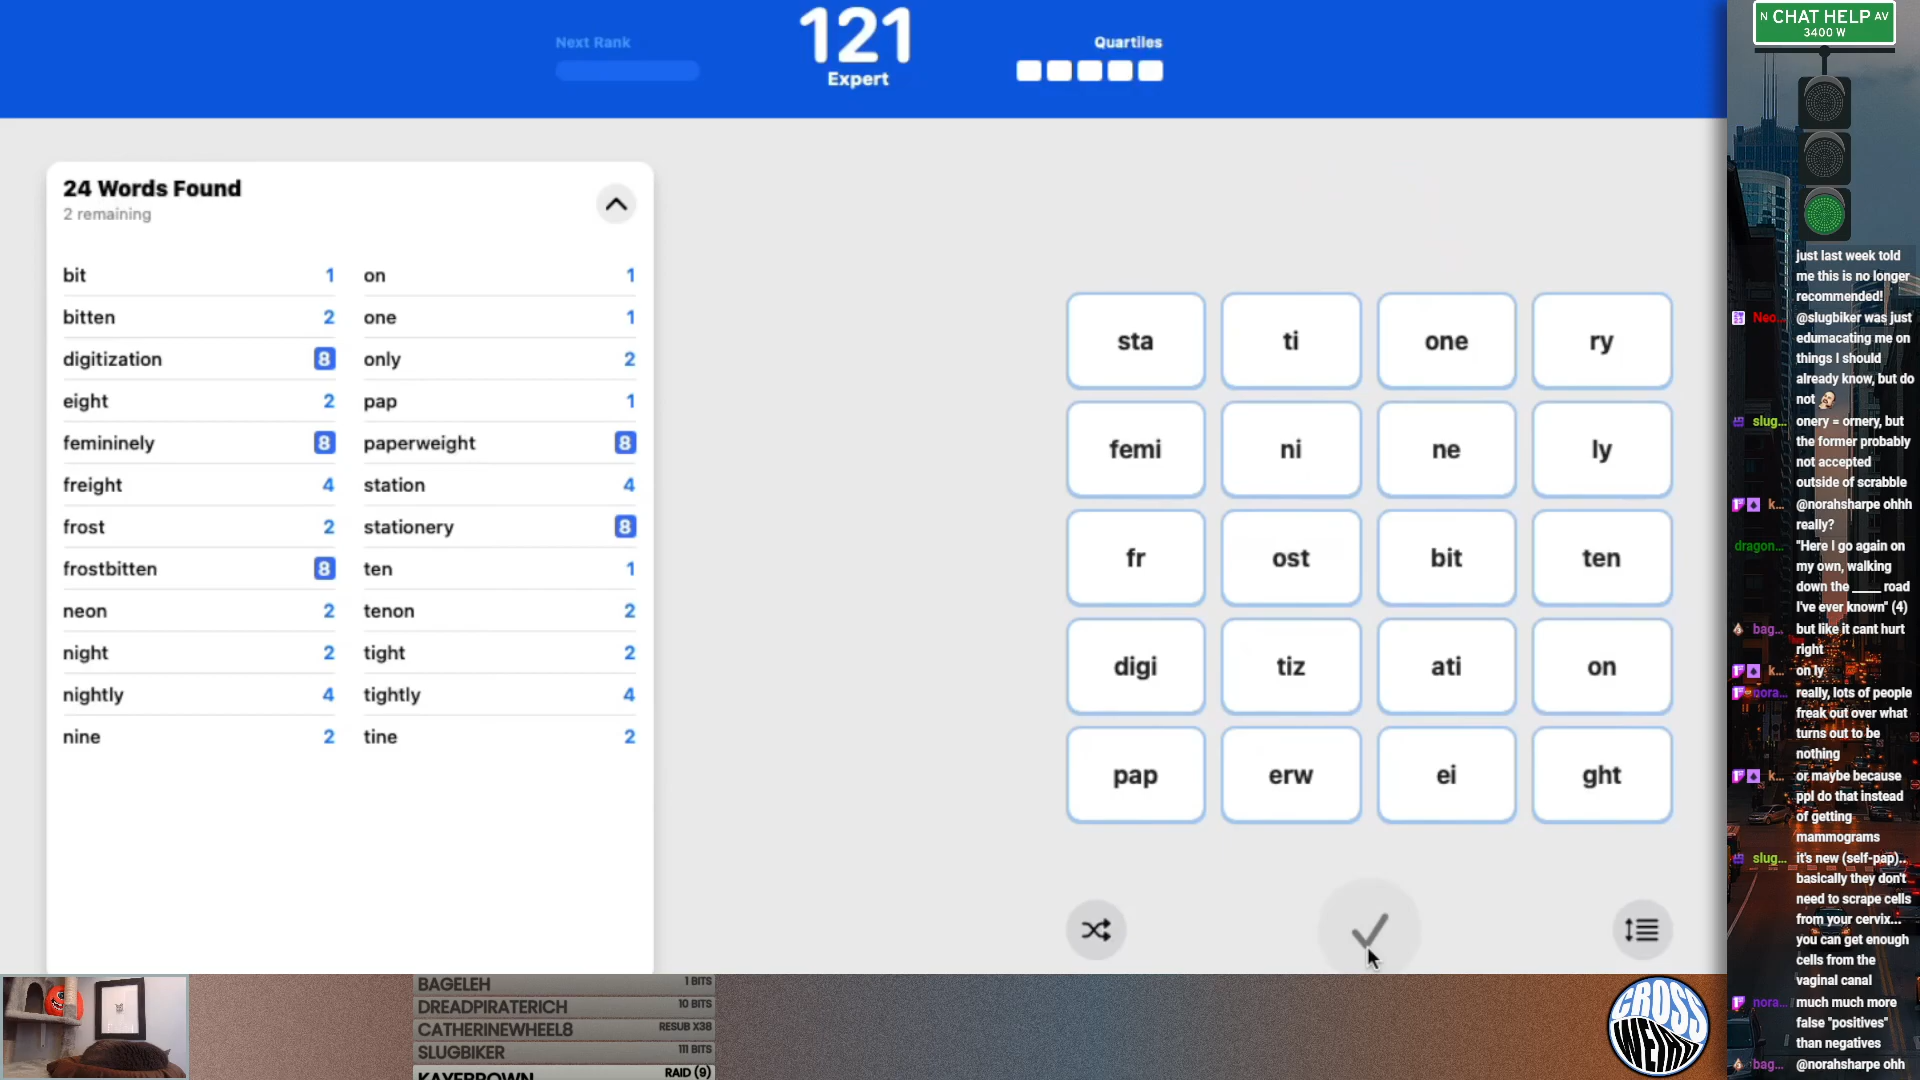 Next Rank
121
Expert
Quartiles
24 Words Found
2 remaining
bit 1
bitten 2
digitization 8
eight 2
femininely 8
freight 4
frost 2
frostbitten 8
neon 2
night 2
nightly 4
nine 2
on 1
one 1
only 2
pap 1
paperweight 8
station 4
stationery 8
ten 1
tenon 2
tight 2
tightly 4
tine 2
sta ti one ry
femi ni ne ly
fr ost bit ten
digi tiz ati on
pap erw ei ght
BAGELEH 1 BITS
DREADPIRATERICH 10 BITS
CATHERINEWHEEL8 RESUB X38
SLUGBIKER 111 BITS
KAYEBROWN RAID (9)
CROSS
WEIRD
N CHAT HELP AV
3400 W
just last week told
me this is no longer
recommended!
Neo... @slugbiker was just
edumacating me on
things I should
already know, but do
not
slug... onery = ornery, but
the former probably
not accepted
outside of scrabble
k... @norahsharpe ohhh
really?
dragon... "Here I go again on
my own, walking
down the ____ road
I've ever known" (4)
bag... but like it cant hurt
right
k... on ly
nora... really, lots of people
freak out over what
turns out to be
nothing
k... or maybe because
ppl do that instead
of getting
mammograms
slug... it's new (self-pap)..
basically they don't
need to scrape cells
from your cervix...
you can get enough
cells from the
vaginal canal
nora... much much more
false "positives"
than negatives
bag... @norahsharpe ohh